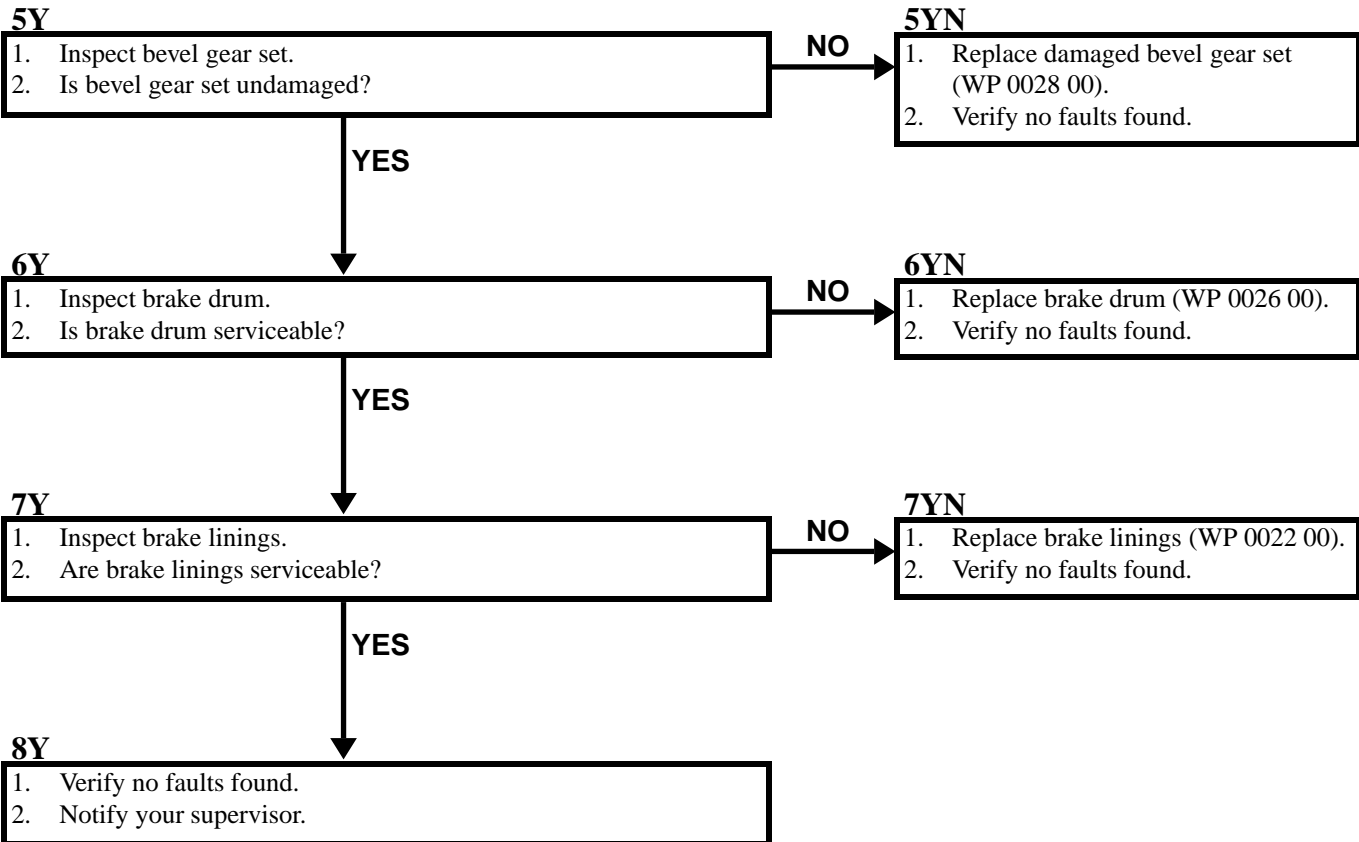 5Y
1. Inspect bevel gear set.
2. Is bevel gear set undamaged?
NO
5YN
1. Replace damaged bevel gear set
(WP 0028 00).
2. Verify no faults found.
YES
6Y
1. Inspect brake drum.
2. Is brake drum serviceable?
NO
6YN
1. Replace brake drum (WP 0026 00).
2. Verify no faults found.
YES
7Y
1. Inspect brake linings.
2. Are brake linings serviceable?
NO
7YN
1. Replace brake linings (WP 0022 00).
2. Verify no faults found.
YES
8Y
1. Verify no faults found.
2. Notify your supervisor.